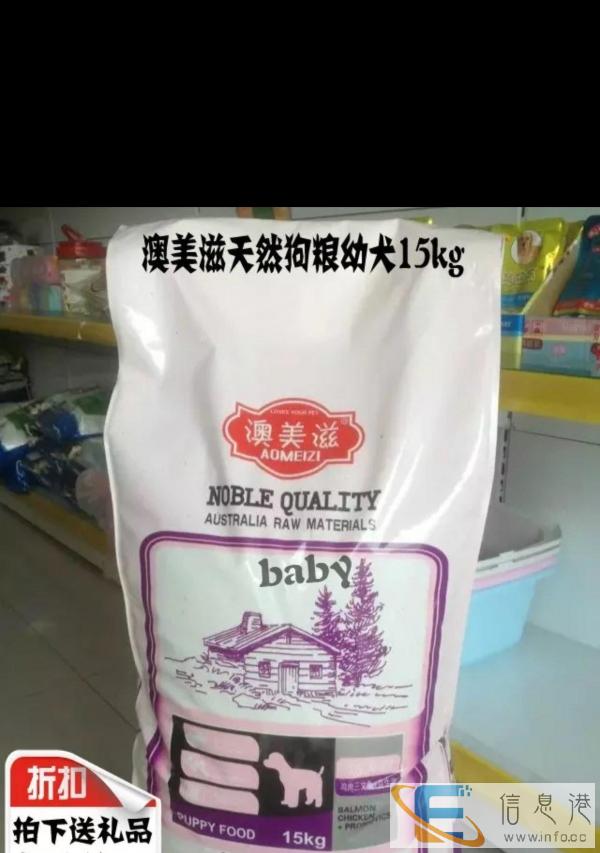 澳美滋天然狗粮幼犬15kg
LOVES YOUR PET
澳美滋
AOMEIZI
NOBLE QUALITY
AUSTRALIA RAW MATERIALS
baby
SALMON
CHICKEN
PUPPY FOOD
15kg
折扣
拍下送礼品
信息港
www.info.cc